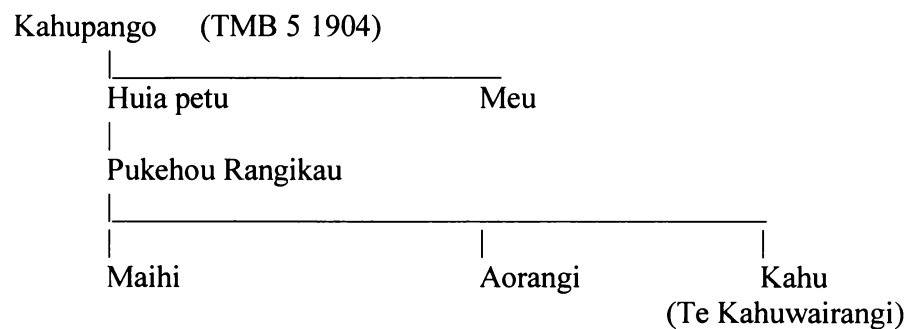 Kahupango (TMB 5 1904)
Huia petu Meu
Pukehou Rangikau
Maihi Aorangi Kahu
(Te Kahuwairangi)